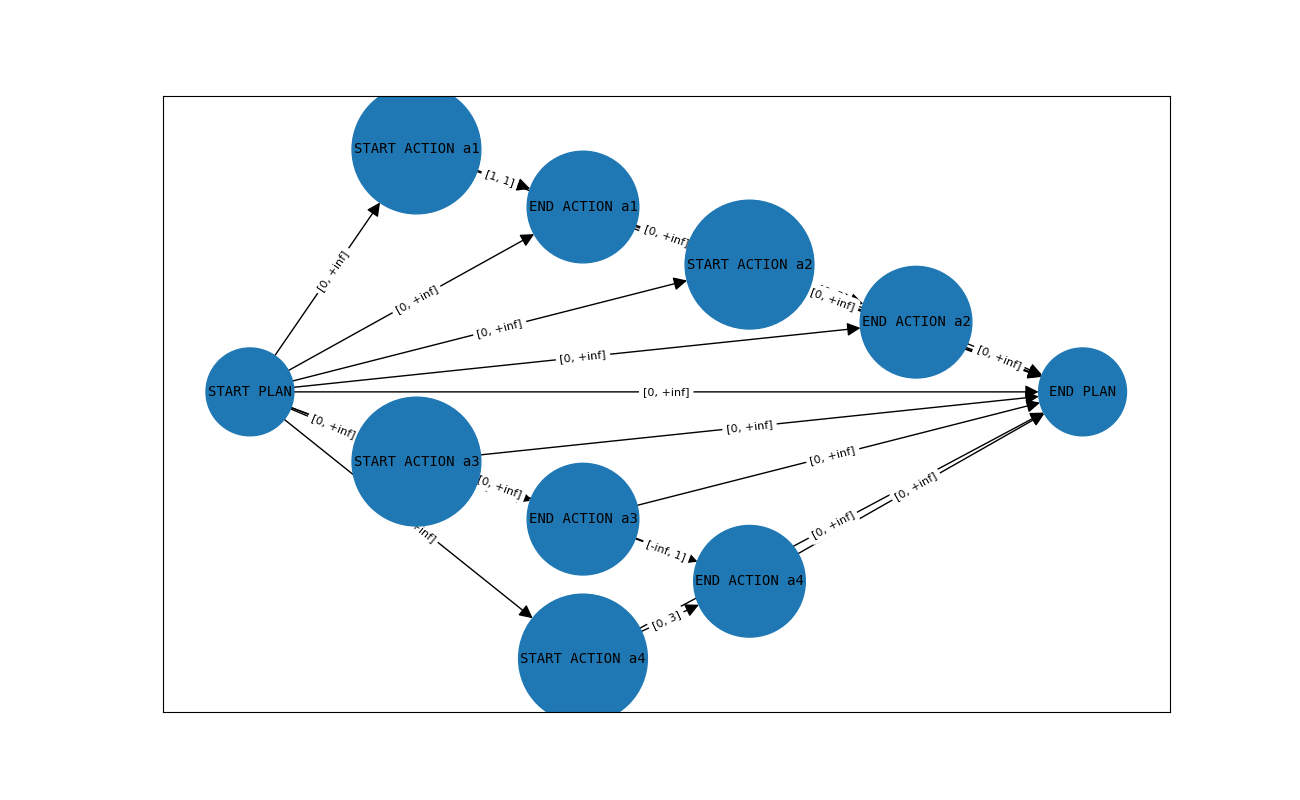 START ACTION a1
[1, 1]
END ACTION a1
[0, +inf]
START ACTION a2
[0, +inf]
[0, +inf]
[0, +inf]
END ACTION a2
[0, +inf]
[0, +inf]
[0, +inf]
[0, +inf]
START PLAN
[0, +inf]
END PLAN
[0, +inf]
[0, +inf]
START ACTION a3
[0, +inf]
[0, +inf]
[0, +inf]
END ACTION a3
[0, +inf]
+inf]
[-inf, 1]
END ACTION a4
[0, 3]
START ACTION a4